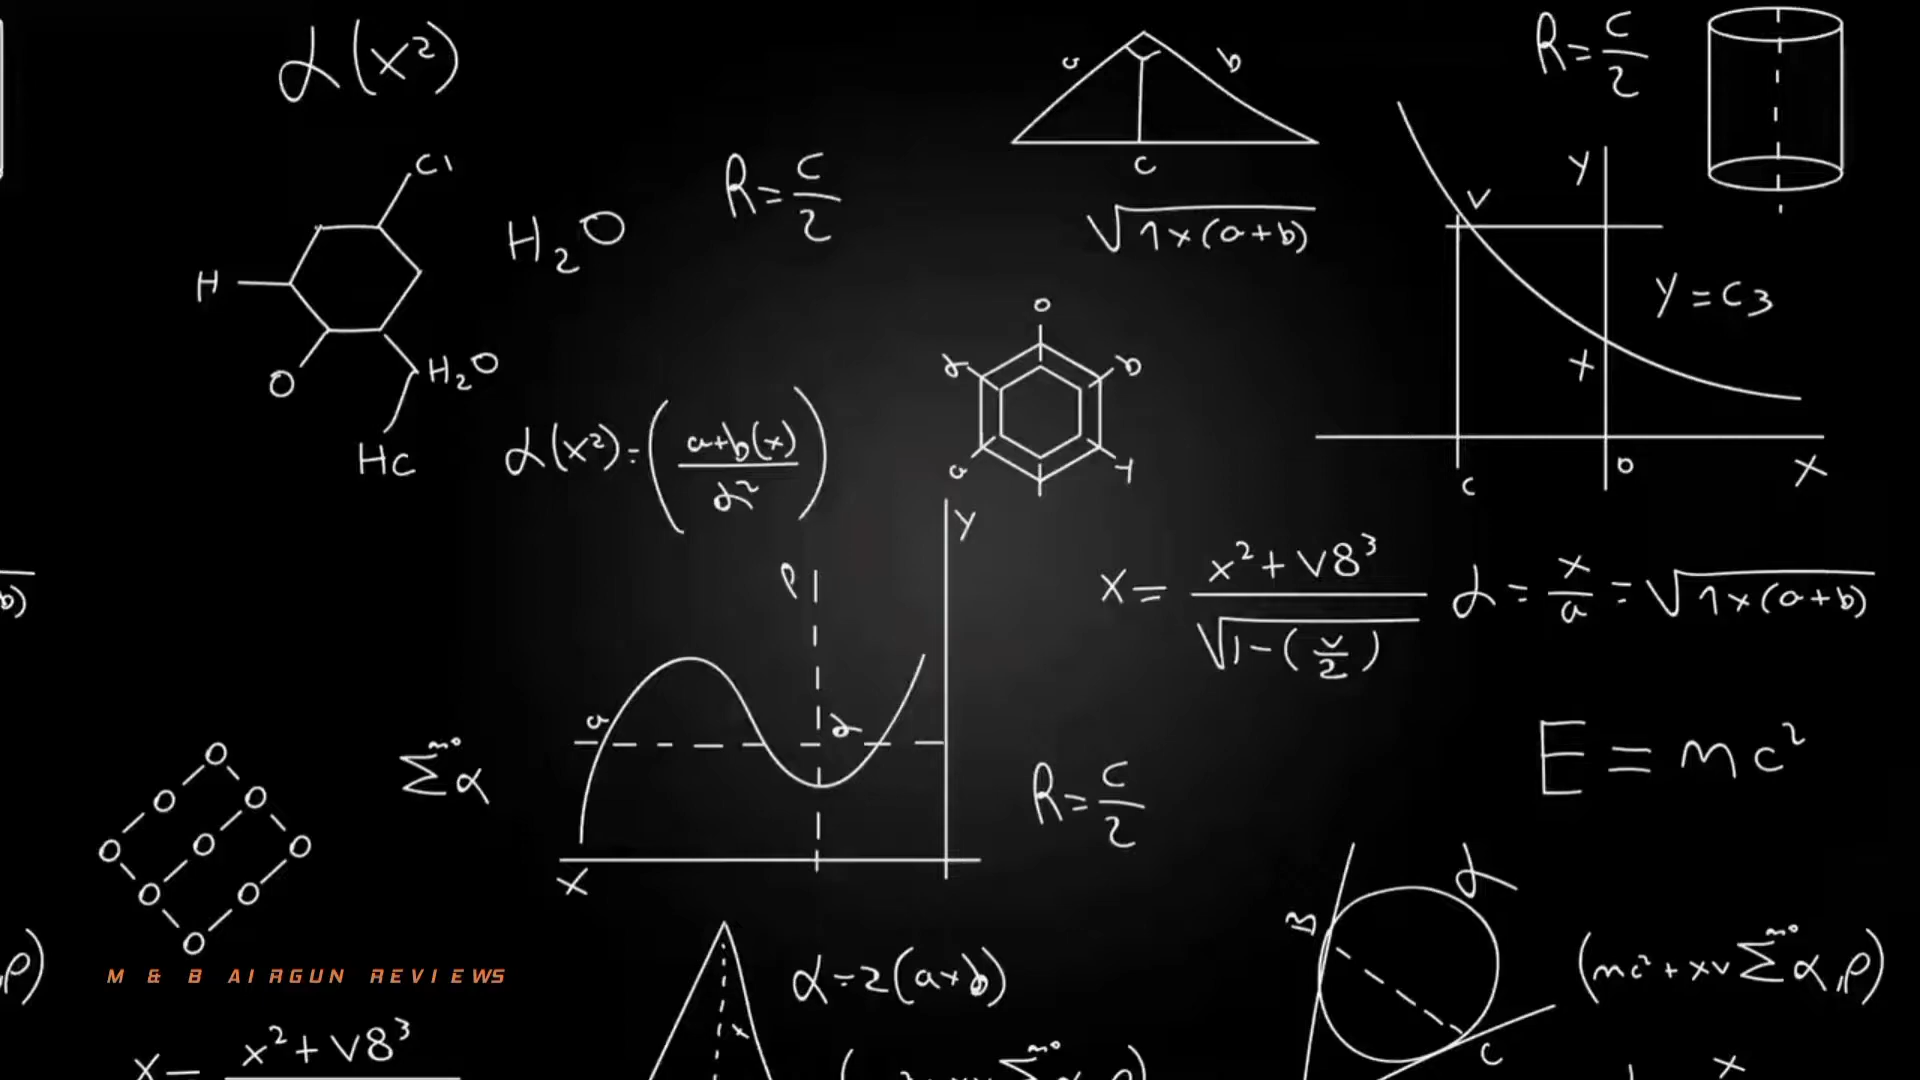 α(x²)
a
b
c
R = c/2
Cl
H
H₂O
O
H₂O
Hc
R = c/2
√1x(a+b)
y
v
y = c3
x
c
o
x
α(x²) = (a+b(x)/α²)
o
α
b
a
y
ρ
a
α
x
b)
x = x² + v8³ / √1-(v/2)
α = x/a = √1x(a+b)
E = mc²
∑α
R = c/2
α
c
,ρ)
M & B AIRGUN REVIEWS
α = 2(a+b)
x
(mc² + xv ∑α,ρ)
x = x² + v8³
x